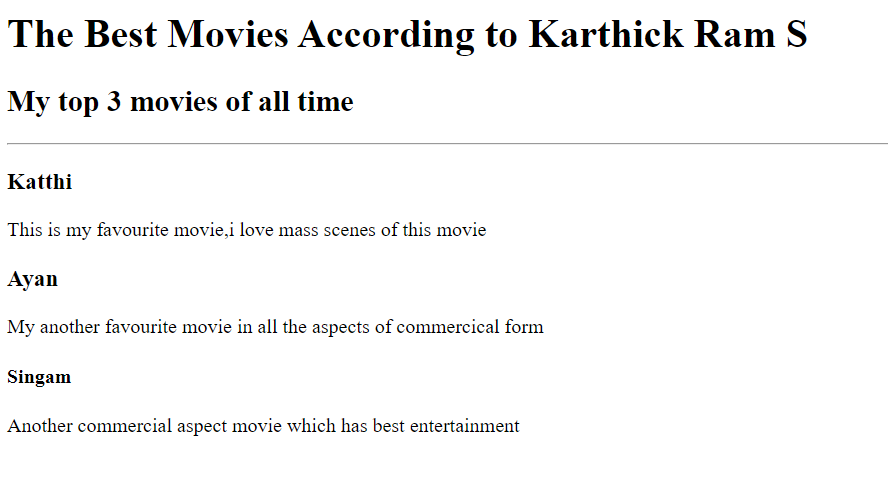 The Best Movies According to Karthick Ram S
My top 3 movies of all time
Katthi
This is my favourite movie,i love mass scenes of this movie
Ayan
My another favourite movie in all the aspects of commercical form
Singam
Another commercial aspect movie which has best entertainment